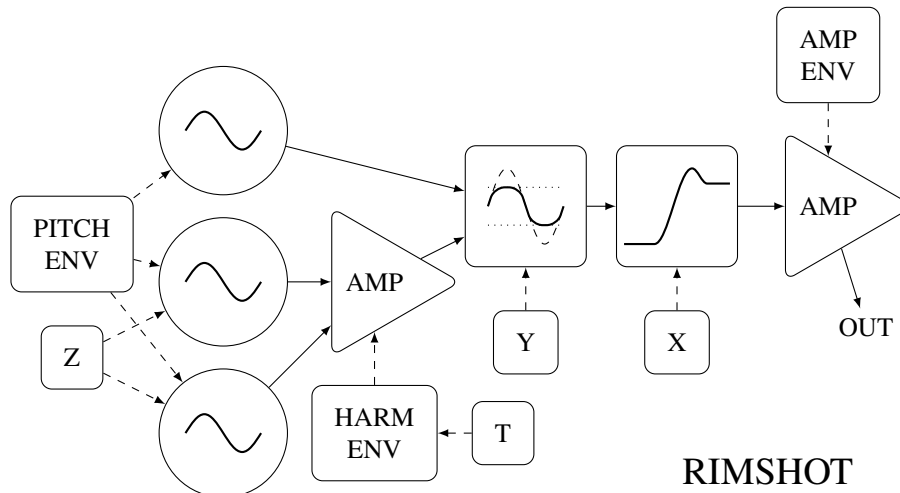 AMP
ENV
PITCH
ENV
AMP
AMP
Z
Y
X
OUT
HARM
ENV
T
RIMSHOT